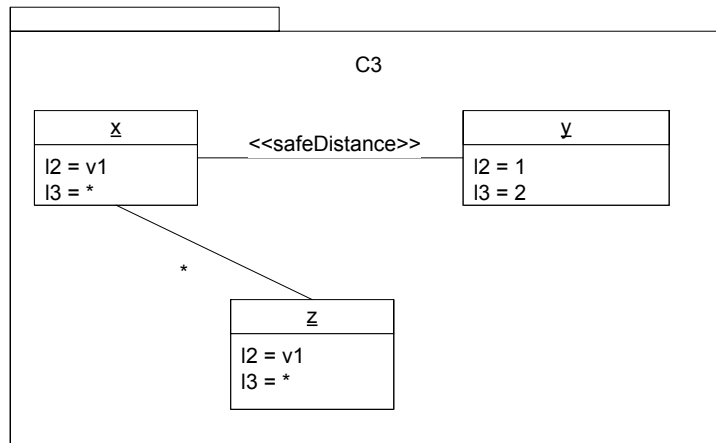 C3
x
<<safeDistance>>
y
l2 = v1
l3 = *
l2 = 1
l3 = 2
*
z
l2 = v1
l3 = *